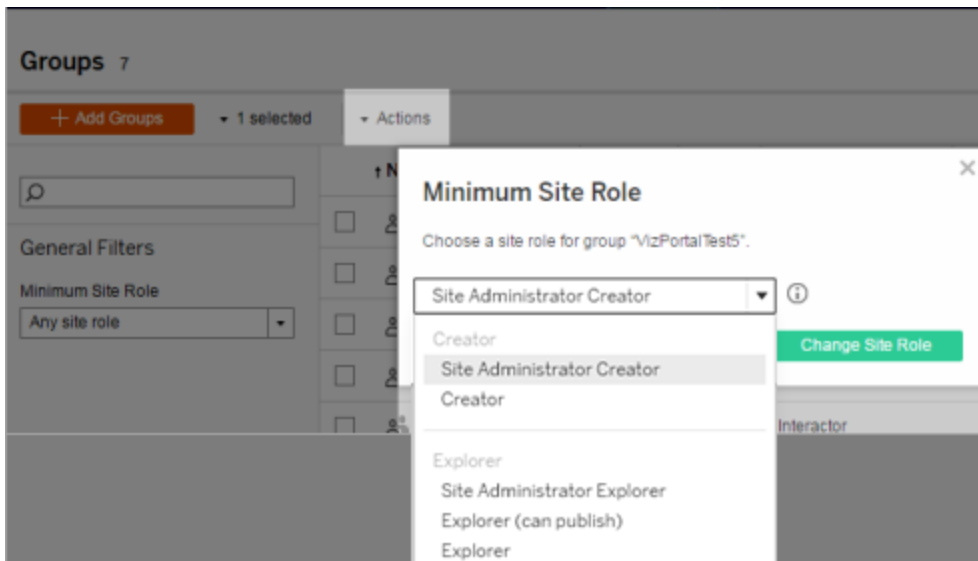 Groups 7
+ Add Groups
1 selected
Actions
↑ N
General Filters
Minimum Site Role
Any site role
Minimum Site Role
Choose a site role for group "VizPortalTest5".
Site Administrator Creator
Change Site Role
Creator
Site Administrator Creator
Creator
Interactor
Explorer
Site Administrator Explorer
Explorer (can publish)
Explorer